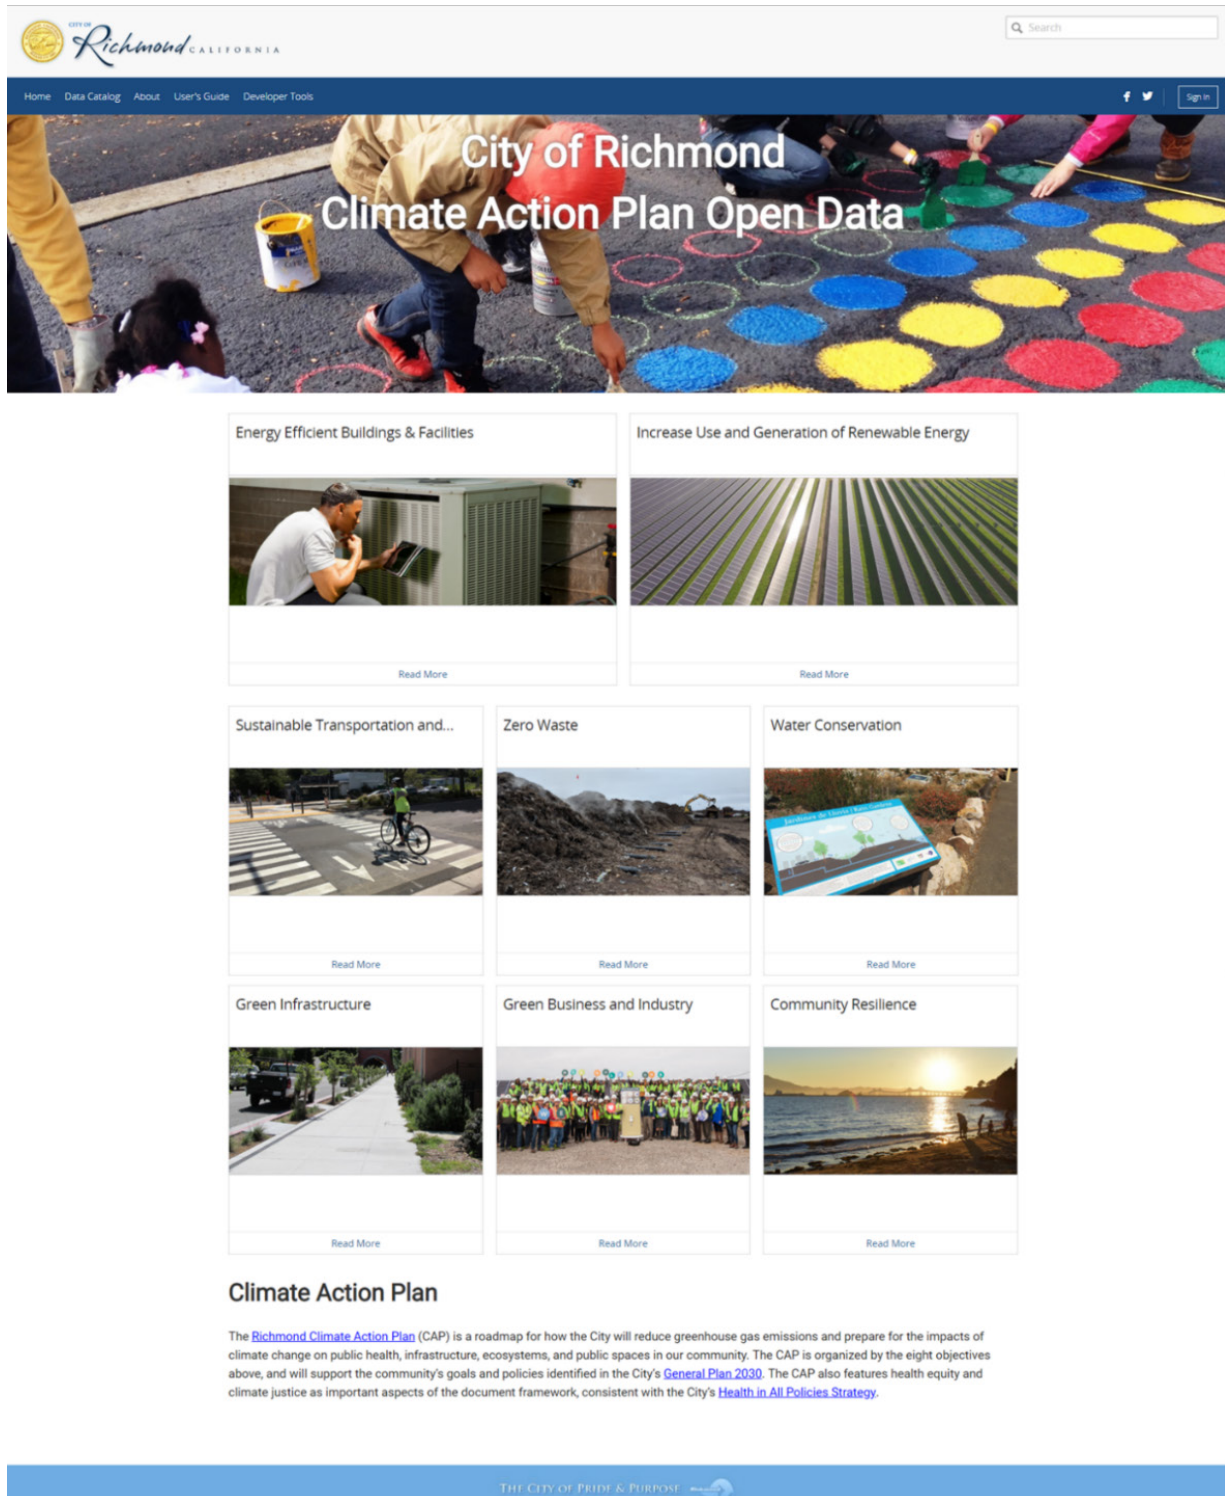 CITY OF
Richmond CALIFORNIA
Search
Home Data Catalog About User's Guide Developer Tools
Sign In
City of Richmond
Climate Action Plan Open Data
Energy Efficient Buildings & Facilities
Increase Use and Generation of Renewable Energy
Read More
Read More
Sustainable Transportation and...
Zero Waste
Water Conservation
Jardines de Lluvia | Rain Gardens
Read More
Read More
Read More
Green Infrastructure
Green Business and Industry
Community Resilience
Read More
Read More
Read More
Climate Action Plan
The Richmond Climate Action Plan (CAP) is a roadmap for how the City will reduce greenhouse gas emissions and prepare for the impacts of
climate change on public health, infrastructure, ecosystems, and public spaces in our community. The CAP is organized by the eight objectives
above, and will support the community's goals and policies identified in the City's General Plan 2030. The CAP also features health equity and
climate justice as important aspects of the document framework, consistent with the City's Health in All Policies Strategy.
THE CITY OF PRIDE & PURPOSE